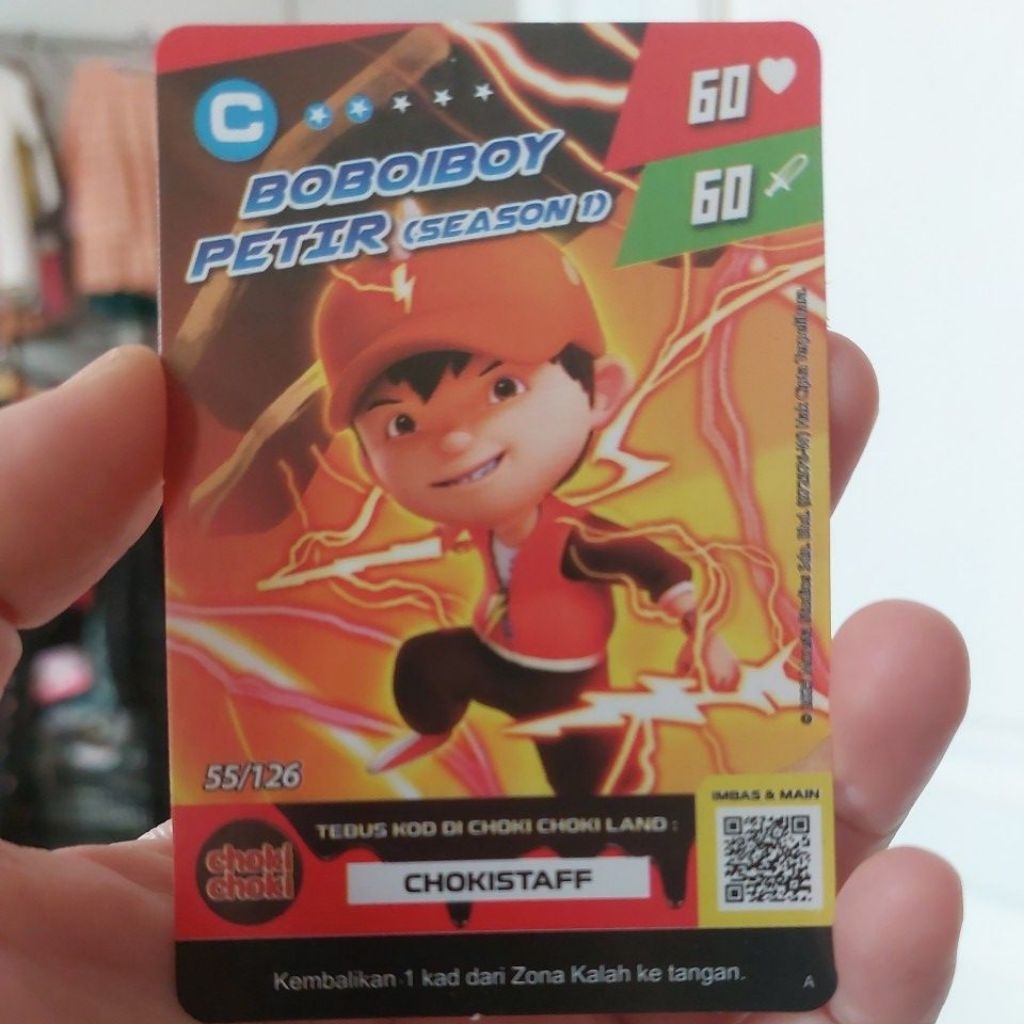 C
60
BOBOIBOY
60
PETIR (SEASON 1)
55/126
IMBAS & MAIN
TEBUS KOD DI CHOKI CHOKI LAND :
choki
choki
CHOKISTAFF
Kembalikan 1 kad dari Zona Kalah ke tangan.
A